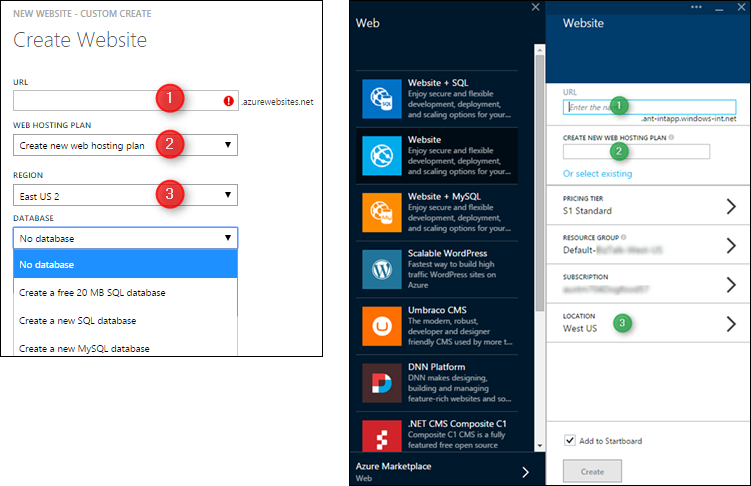 NEW WEBSITE - CUSTOM CREATE
Create Website
URL
1
.azurewebsites.net
WEB HOSTING PLAN
Create new web hosting plan
2
REGION
East US 2
3
DATABASE
No database
No database
Create a free 20 MB SQL database
Create a new SQL database
Create a new MySQL database
Web
Website + SQL
Enjoy secure and flexible
development, deployment,
and scaling options for your...
Website
Enjoy secure and flexible
development, deployment,
and scaling options for your...
Website + MySQL
Enjoy secure and flexible
development, deployment,
and scaling options for your...
Scalable WordPress
Fastest way to build high
traffic WordPress sites on
Azure
Umbraco CMS
The modern, robust,
developer and designer
friendly CMS used by more t...
DNN Platform
DNN makes designing,
building and managing
feature-rich websites and so...
.NET CMS Composite C1
Composite C1 CMS is a fully
featured free open source
Azure Marketplace
Web
Website
URL
Enter the
1
.ant-intapp.windows-int.net
CREATE NEW WEB HOSTING PLAN
2
Or select existing
PRICING TIER
S1 Standard
RESOURCE GROUP
Default-
SUBSCRIPTION
LOCATION
West US
3
Add to Startboard
Create